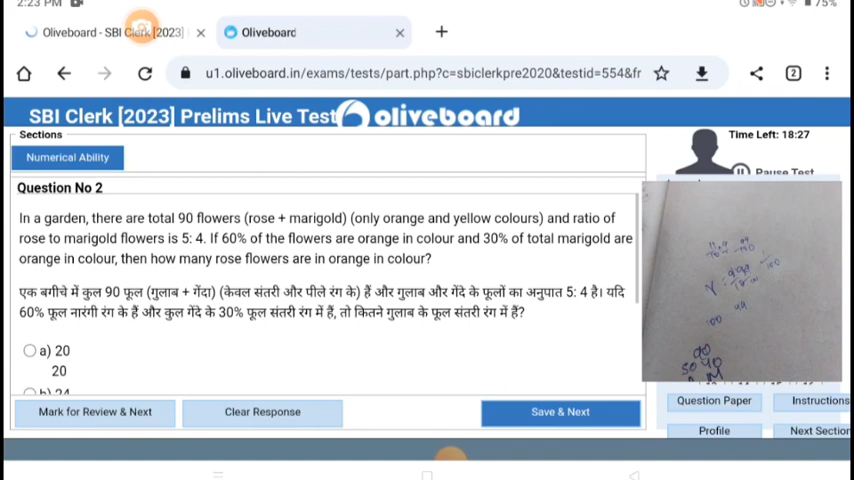 2:23 PM
75%
Oliveboard - SBI Clerk [2023]
Oliveboard
u1.oliveboard.in/exams/tests/part.php?c=sbiclerkpre2020&testid=554&fr
2
SBI Clerk [2023] Prelims Live Test
oliveboard
Sections
Time Left: 18:27
Numerical Ability
Pause Test
Question No 2
In a garden, there are total 90 flowers (rose + marigold) (only orange and yellow colours) and ratio of
rose to marigold flowers is 5: 4. If 60% of the flowers are orange in colour and 30% of total marigold are
orange in colour, then how many rose flowers are in orange in colour?
एक बगीचे में कुल 90 फूल (गुलाब + गेंदा) (केवल संतरी और पीले रंग के) हैं और गुलाब और गेंदे के फूलों का अनुपात 5: 4 है। यदि
60% फूल नारंगी रंग के हैं और कुल गेंदे के 30% फूल संतरी रंग में हैं, तो कितने गुलाब के फूल संतरी रंग में हैं?
a) 20
20
b) 24
90
50 40
M
Mark for Review & Next
Clear Response
Save & Next
Question Paper
Instructions
Profile
Next Section